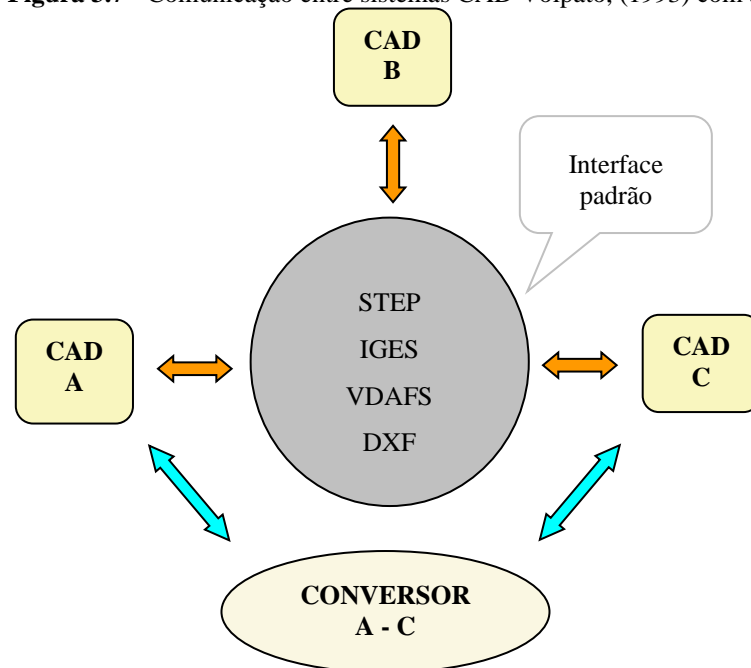 Figura 3.7 - Comunicação entre sistemas CAD Volpato, (1993) com
CAD
B
Interface
padrão
STEP
IGES
VDAFS
DXF
CAD
A
CAD
C
CONVERSOR
A - C